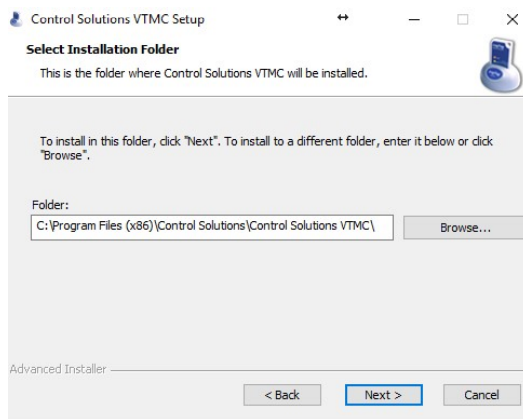 Control Solutions VTMC Setup
Select Installation Folder
This is the folder where Control Solutions VTMC will be installed.
To install in this folder, click "Next". To install to a different folder, enter it below or click
"Browse".
Folder:
C:\Program Files (x86)\Control Solutions\Control Solutions VTMC\
Browse...
Advanced Installer
< Back
Next >
Cancel